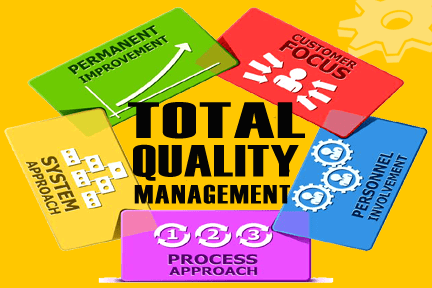 PERMANENT
IMPROVEMENT
CUSTOMER
FOCUS
TOTAL
QUALITY
MANAGEMENT
SYSTEM
APPROACH
PERSONNEL
INVOLVEMENT
1 2 3
PROCESS
APPROACH